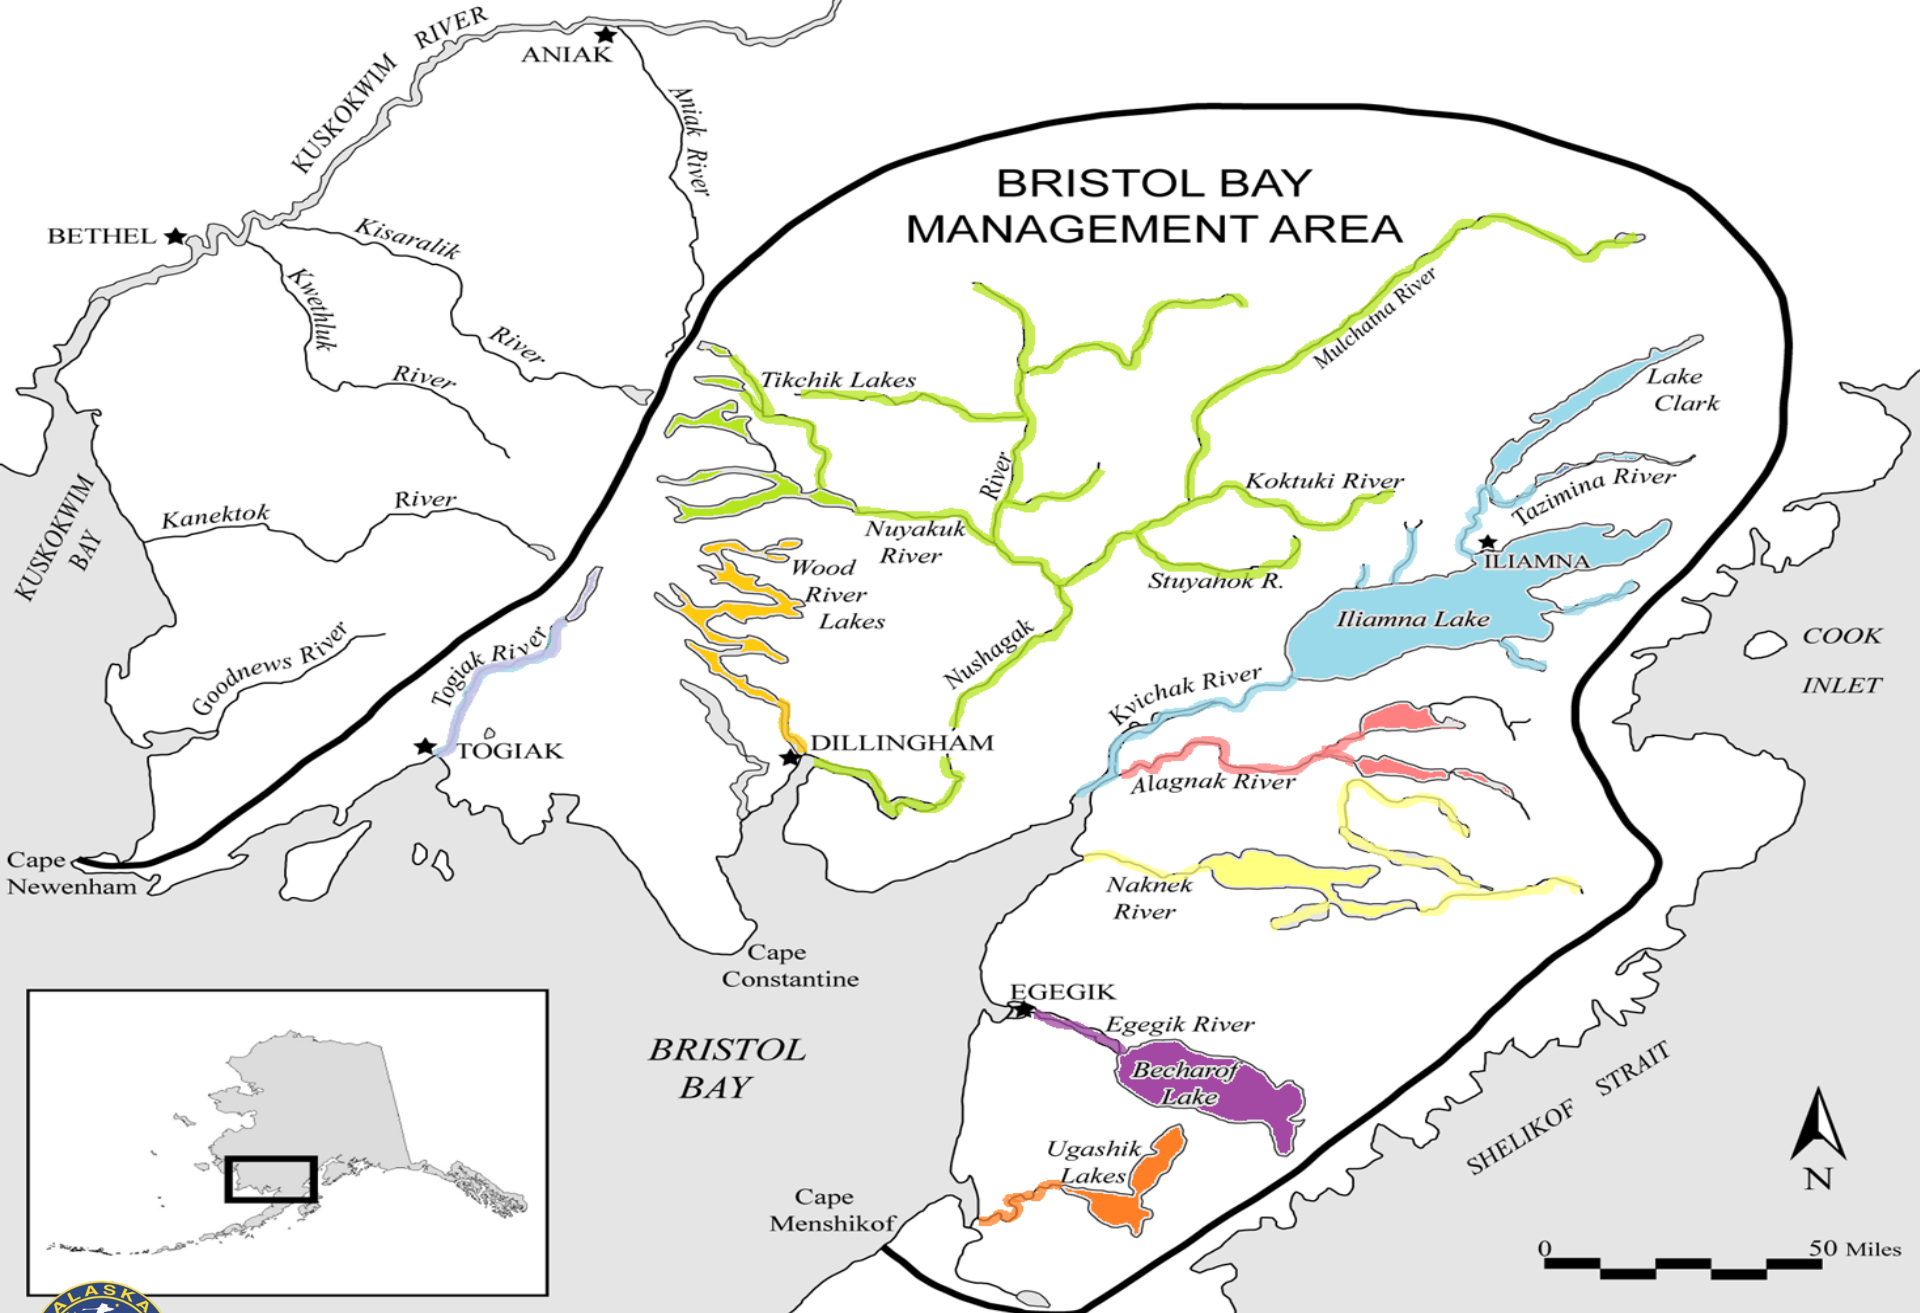 KUSKOKWIM RIVER
ANIAK
Aniak River
BRISTOL BAY
MANAGEMENT AREA
BETHEL
Kisaralik
River
Kwethluk
River
Mulchatna River
Tikchik Lakes
Lake
Clark
KUSKOKWIM
BAY
Kanektok
River
River
Koktuki River
Tazimina River
Nuyakuk
River
Wood
River
Lakes
Stuyahok R.
ILIAMNA
Iliamna Lake
Goodnews River
Togiak River
Nushagak
COOK
INLET
Kvichak River
TOGIAK
DILLINGHAM
Alagnak River
Cape
Newenham
Naknek
River
Cape
Constantine
EGEGIK
Egegik River
BRISTOL
BAY
Becharof
Lake
SHELIKOF STRAIT
Ugashik
Lakes
Cape
Menshikof
N
0
50 Miles
ALASKA